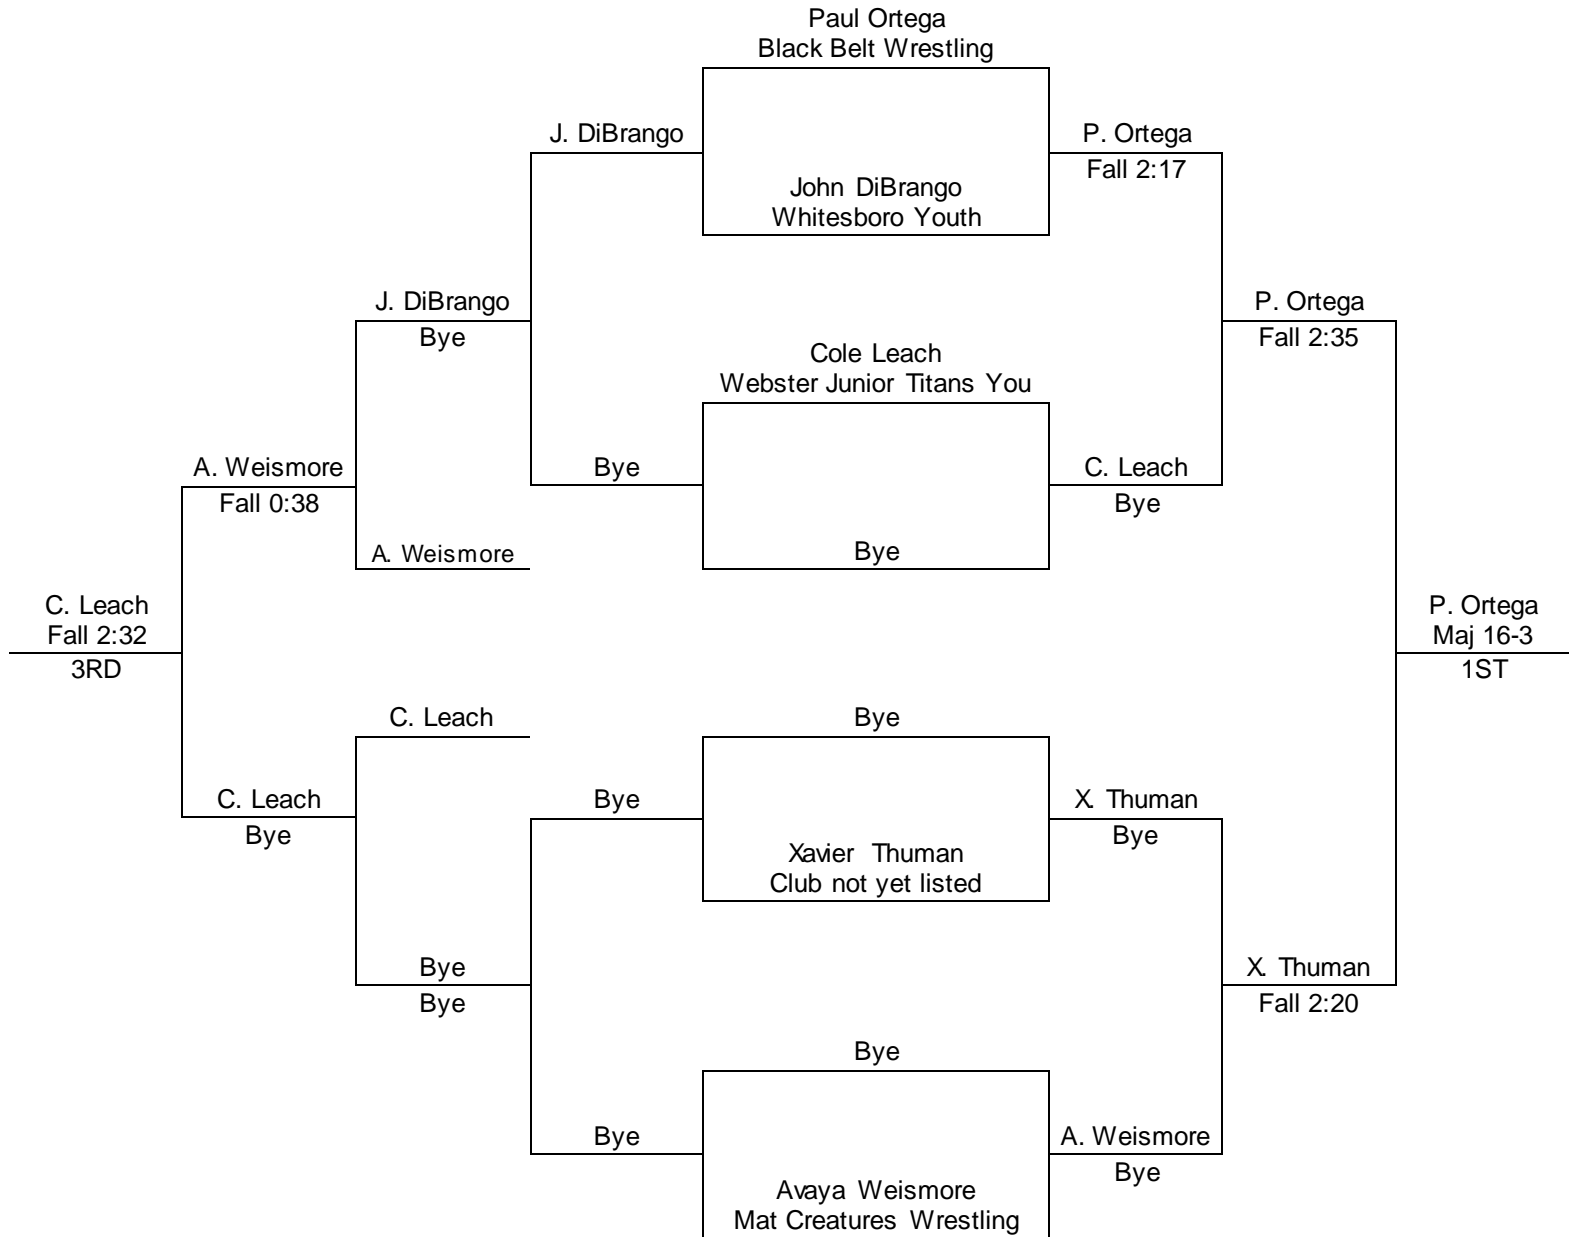 Paul Ortega
Black Belt Wrestling
J. DiBrango
P. Ortega
Fall 2:17
John DiBrango
Whitesboro Youth
J. DiBrango
Bye
P. Ortega
Fall 2:35
Cole Leach
Webster Junior Titans You
A. Weismore
Fall 0:38
Bye
C. Leach
Bye
A. Weismore
Bye
C. Leach
Fall 2:32
3RD
P. Ortega
Maj 16-3
1ST
C. Leach
Bye
C. Leach
Bye
Bye
X. Thuman
Bye
Xavier Thuman
Club not yet listed
Bye
Bye
X. Thuman
Fall 2:20
Bye
Bye
A. Weismore
Bye
Avaya Weismore
Mat Creatures Wrestling